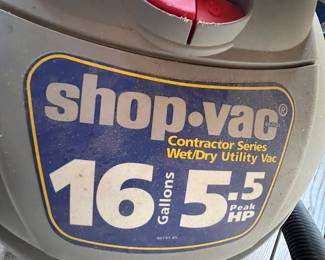 shop•vac®
Contractor Series
Wet/Dry Utility Vac
16 Gallons 5.5 Peak HP